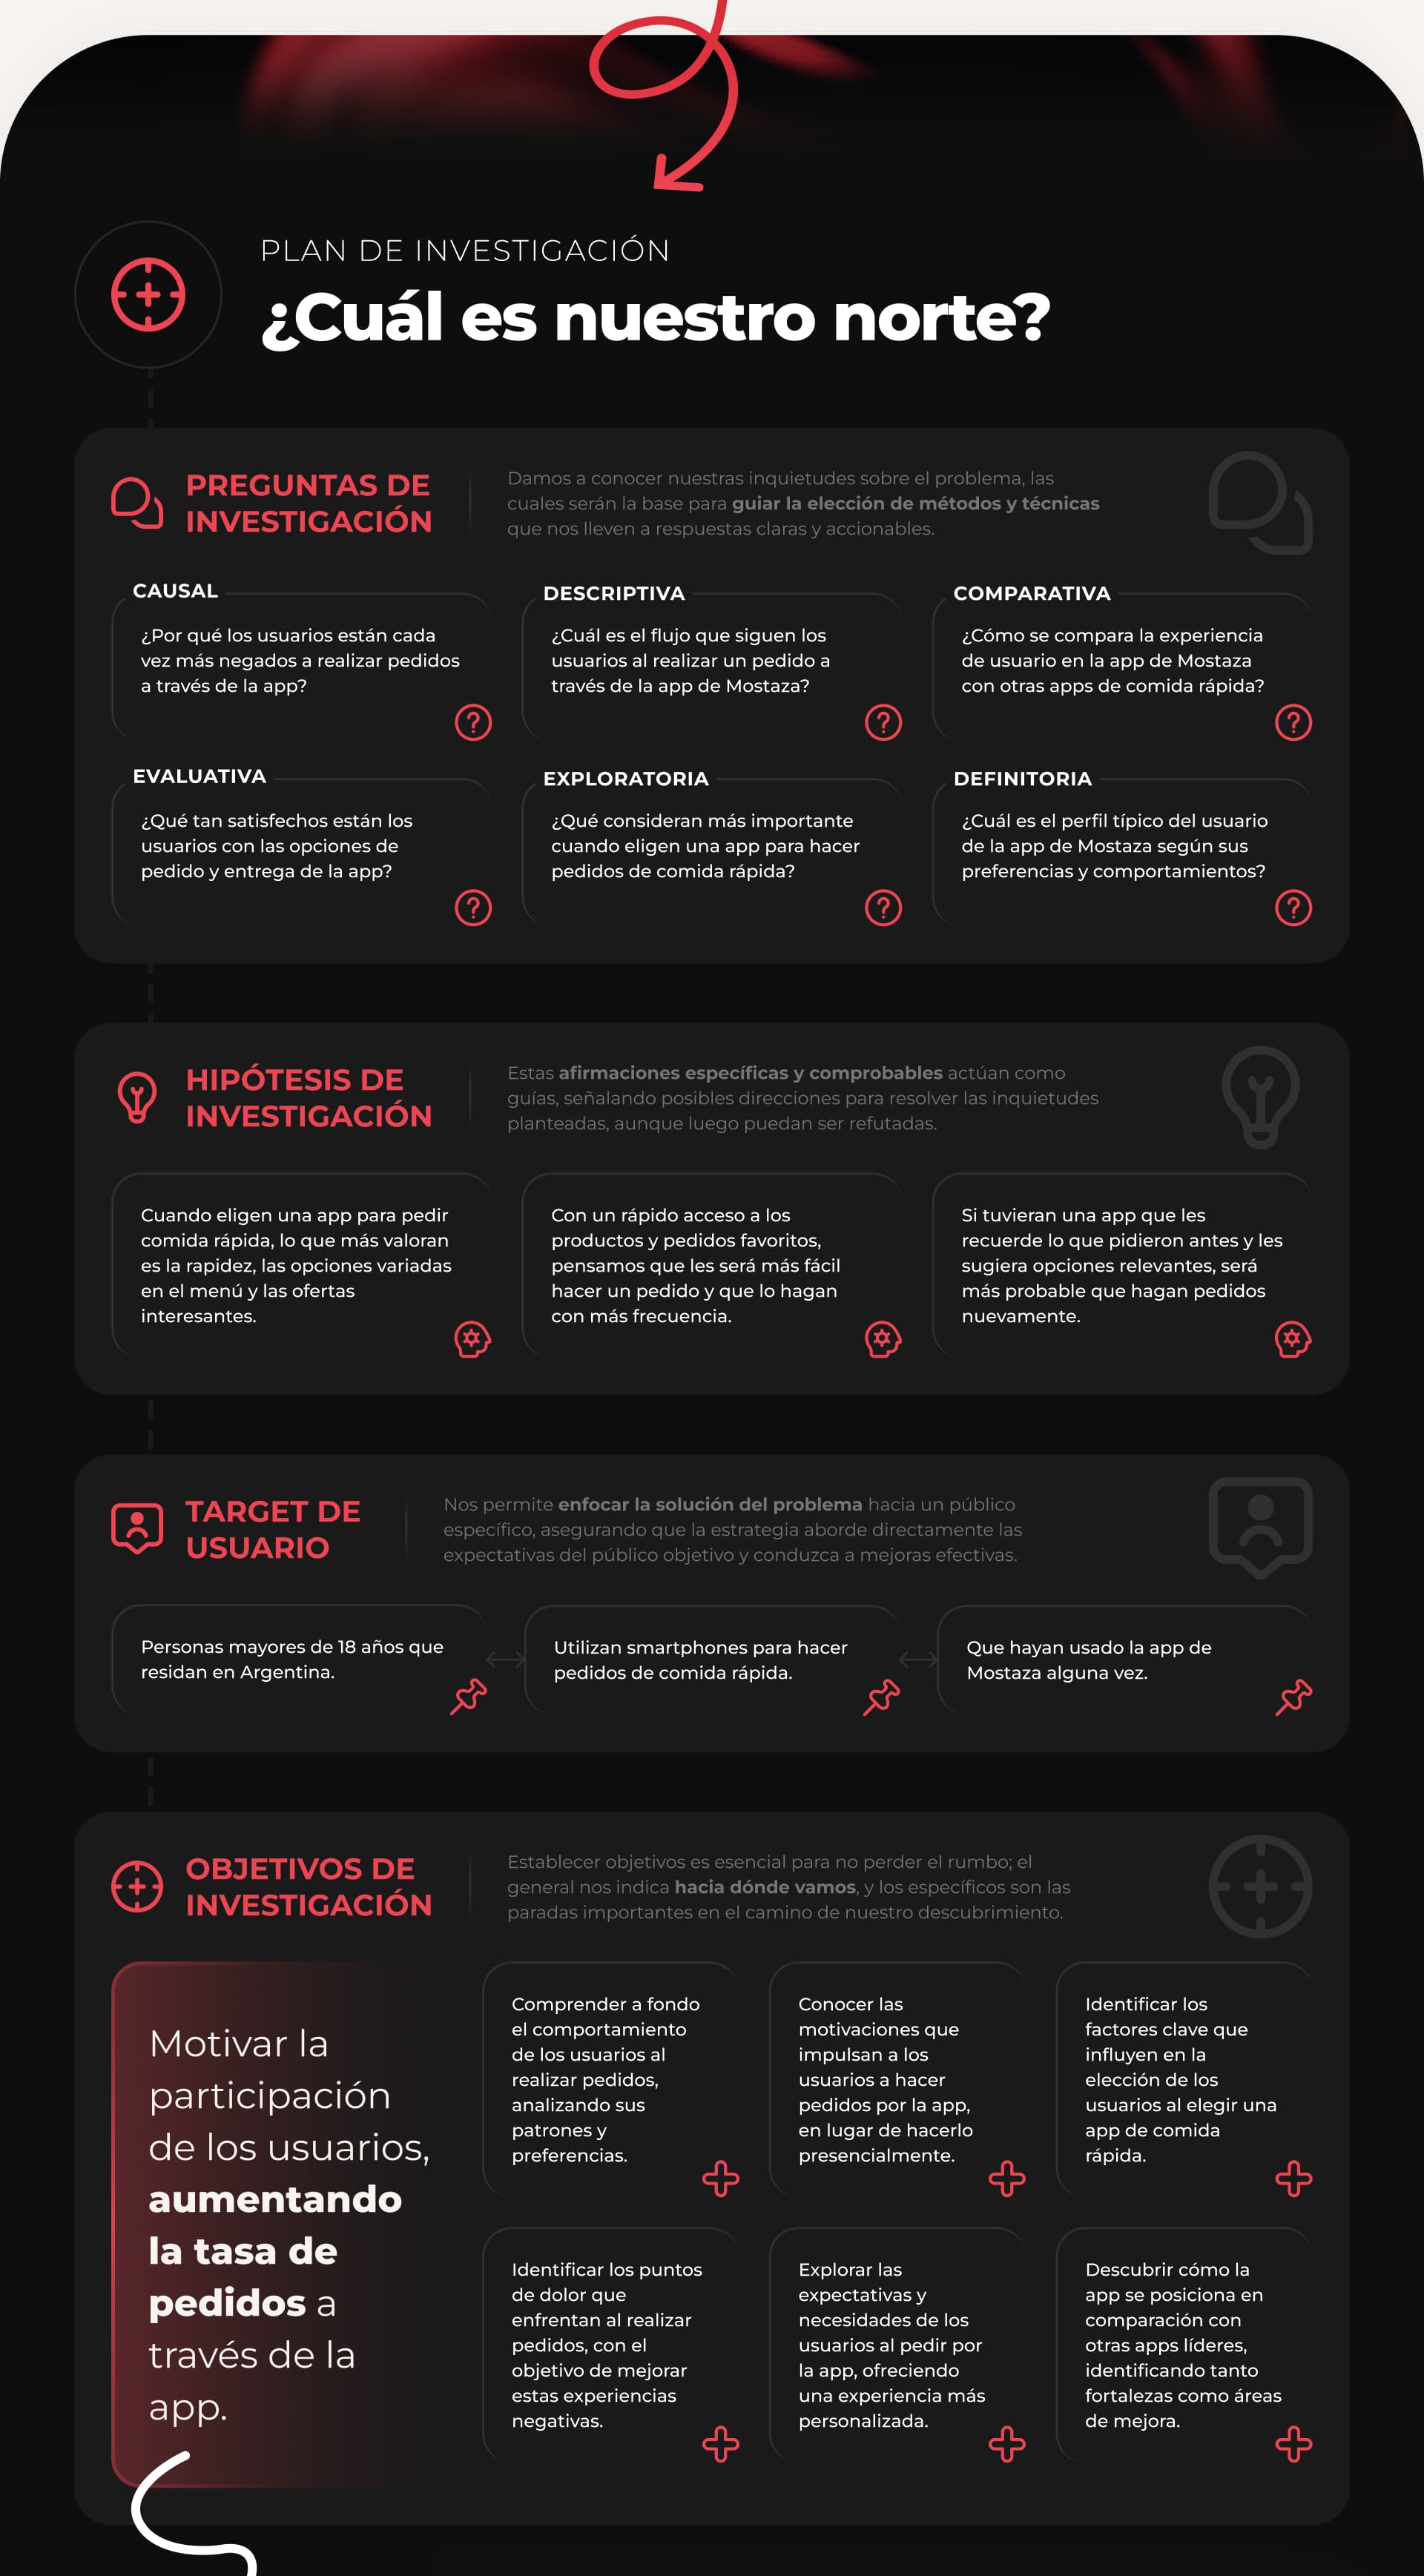 PLAN DE INVESTIGACIÓN
¿Cuál es nuestro norte?
PREGUNTAS DE
INVESTIGACIÓN
Damos a conocer nuestras inquietudes sobre el problema, las
cuales serán la base para guiar la elección de métodos y técnicas
que nos lleven a respuestas claras y accionables.
CAUSAL
¿Por qué los usuarios están cada
vez más negados a realizar pedidos
a través de la app?
DESCRIPTIVA
¿Cuál es el flujo que siguen los
usuarios al realizar un pedido a
través de la app de Mostaza?
COMPARATIVA
¿Cómo se compara la experiencia
de usuario en la app de Mostaza
con otras apps de comida rápida?
EVALUATIVA
¿Qué tan satisfechos están los
usuarios con las opciones de
pedido y entrega de la app?
EXPLORATORIA
¿Qué consideran más importante
cuando eligen una app para hacer
pedidos de comida rápida?
DEFINITORIA
¿Cuál es el perfil típico del usuario
de la app de Mostaza según sus
preferencias y comportamientos?
HIPÓTESIS DE
INVESTIGACIÓN
Estas afirmaciones específicas y comprobables actúan como
guías, señalando posibles direcciones para resolver las inquietudes
planteadas, aunque luego puedan ser refutadas.
Cuando eligen una app para pedir
comida rápida, lo que más valoran
es la rapidez, las opciones variadas
en el menú y las ofertas
interesantes.
Con un rápido acceso a los
productos y pedidos favoritos,
pensamos que les será más fácil
hacer un pedido y que lo hagan
con más frecuencia.
Si tuvieran una app que les
recuerde lo que pidieron antes y les
sugiera opciones relevantes, será
más probable que hagan pedidos
nuevamente.
TARGET DE
USUARIO
Nos permite enfocar la solución del problema hacia un público
específico, asegurando que la estrategia aborde directamente las
expectativas del público objetivo y conduzca a mejoras efectivas.
Personas mayores de 18 años que
residan en Argentina.
Utilizan smartphones para hacer
pedidos de comida rápida.
Que hayan usado la app de
Mostaza alguna vez.
OBJETIVOS DE
INVESTIGACIÓN
Establecer objetivos es esencial para no perder el rumbo; el
general nos indica hacia dónde vamos, y los específicos son las
paradas importantes en el camino de nuestro descubrimiento.
Motivar la
participación
de los usuarios,
aumentando
la tasa de
pedidos a
través de la
app.
Comprender a fondo
el comportamiento
de los usuarios al
realizar pedidos,
analizando sus
patrones y
preferencias.
Conocer las
motivaciones que
impulsan a los
usuarios a hacer
pedidos por la app,
en lugar de hacerlo
presencialmente.
Identificar los
factores clave que
influyen en la
elección de los
usuarios al elegir una
app de comida
rápida.
Identificar los puntos
de dolor que
enfrentan al realizar
pedidos, con el
objetivo de mejorar
estas experiencias
negativas.
Explorar las
expectativas y
necesidades de los
usuarios al pedir por
la app, ofreciendo
una experiencia más
personalizada.
Descubrir cómo la
app se posiciona en
comparación con
otras apps líderes,
identificando tanto
fortalezas como áreas
de mejora.